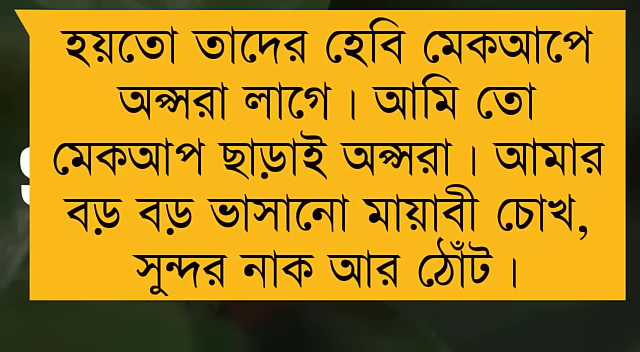 হয়তো তাদের হেবি মেকআপে
অপ্সরা লাগে । আমি তো
মেকআপ ছাড়াই অপ্সরা । আমার
বড় বড় ভাসানো মায়াবী চোখ,
সুন্দর নাক আর ঠোঁট ।